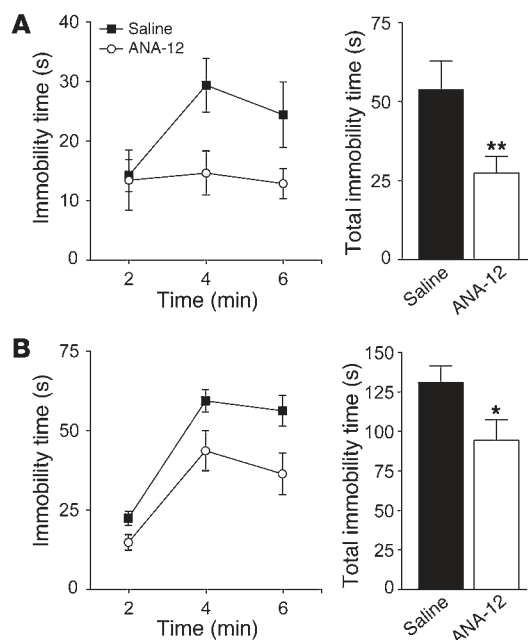 A
Saline
ANA-12
Immobility time (s)
40
30
20
10
0
2
4
6
Time (min)
Total immobility time (s)
75
50
25
0
**
Saline
ANA-12
B
Immobility time (s)
75
50
25
0
2
4
6
Time (min)
Total immobility time (s)
150
125
100
75
50
25
0
*
Saline
ANA-12